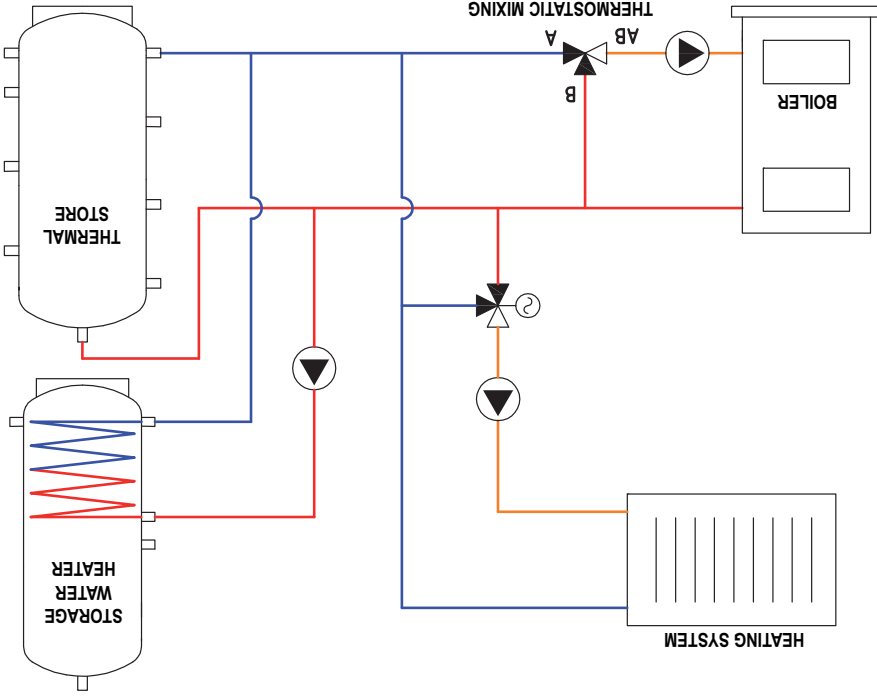 HEATING SYSTEM
STORAGE
WATER
HEATER
THERMAL
STORE
BOILER
B
AB
A
THERMOSTATIC MIXING